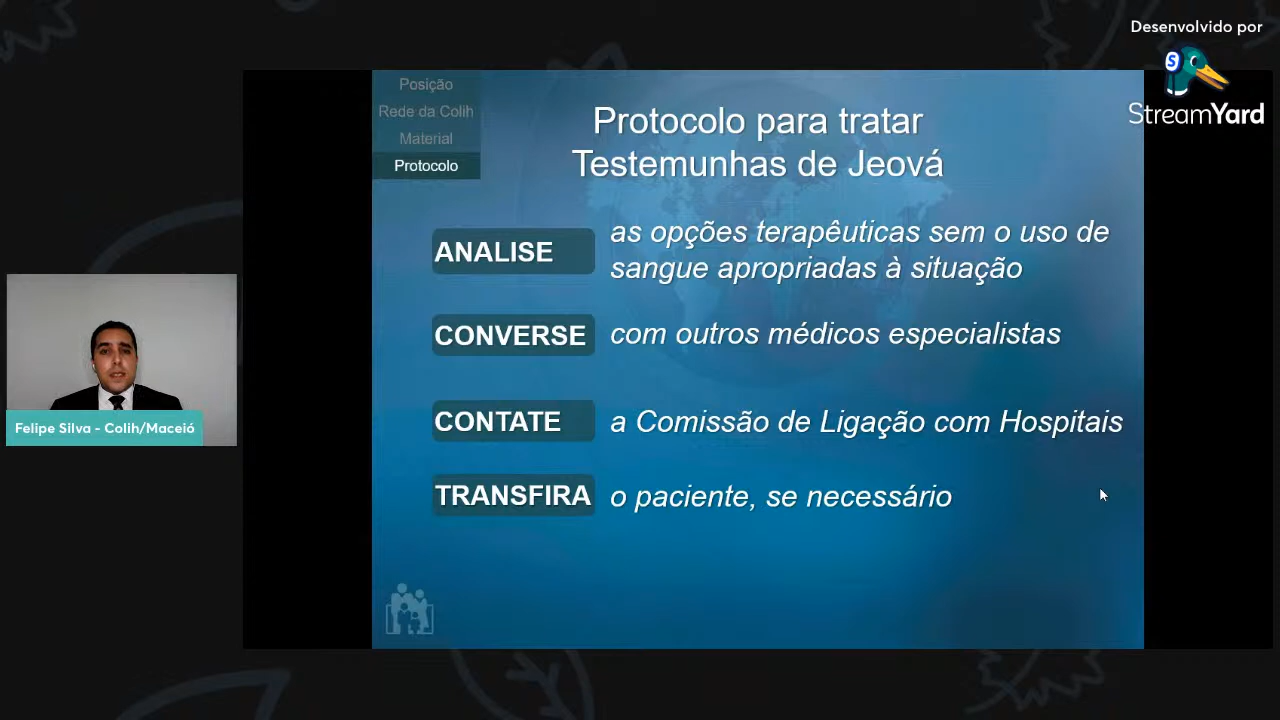 Desenvolvido por
StreamYard
Posição
Rede da Colih
Material
Protocolo
Protocolo para tratar
Testemunhas de Jeová
ANALISE
as opções terapêuticas sem o uso de
sangue apropriadas à situação
CONVERSE
com outros médicos especialistas
CONTATE
a Comissão de Ligação com Hospitais
TRANSFIRA
o paciente, se necessário
Felipe Silva - Colih/Maceió